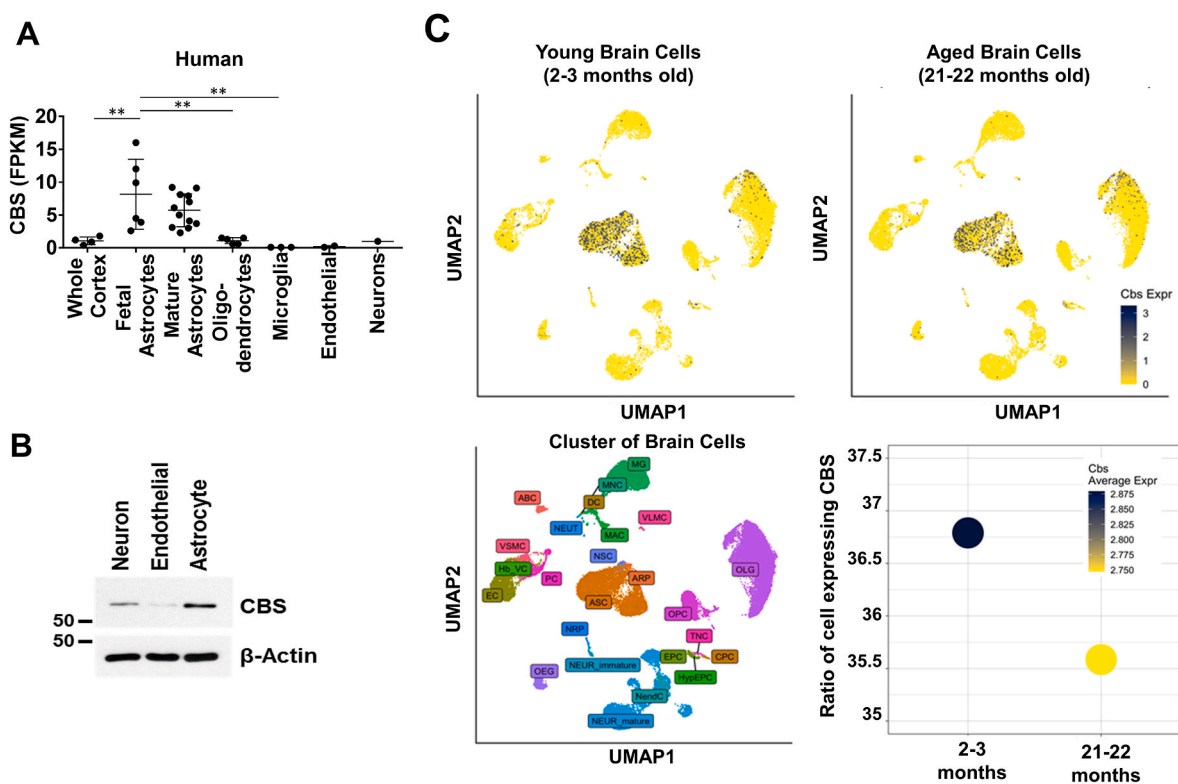 A
Human
**
**
**
CBS (FPKM)
20
15
10
5
0
Whole
Cortex
Fetal
Astrocytes
Mature
Astrocytes
Oligo-
dendrocytes
Microglia
Endothelial
Neurons
B
Neuron
Endothelial
Astrocyte
CBS
50
50
β-Actin
C
Young Brain Cells
(2-3 months old)
UMAP2
UMAP1
Aged Brain Cells
(21-22 months old)
UMAP2
Cbs Expr
3
2
1
0
UMAP1
Cluster of Brain Cells
UMAP2
MG
MNC
ABC
DC
NEUT
VLMC
MAC
VSMC
NSC
Hb_VC
OLG
PC
ARP
EC
ASC
OPC
NRP
TNC
EPC
CPC
NEUR_immature
OEG
HypEPC
NendC
NEUR_mature
UMAP1
Ratio of cell expressing CBS
37.5
37
36.5
36
35.5
35
Cbs
Average Expr
2.875
2.850
2.825
2.800
2.775
2.750
2-3
months
21-22
months